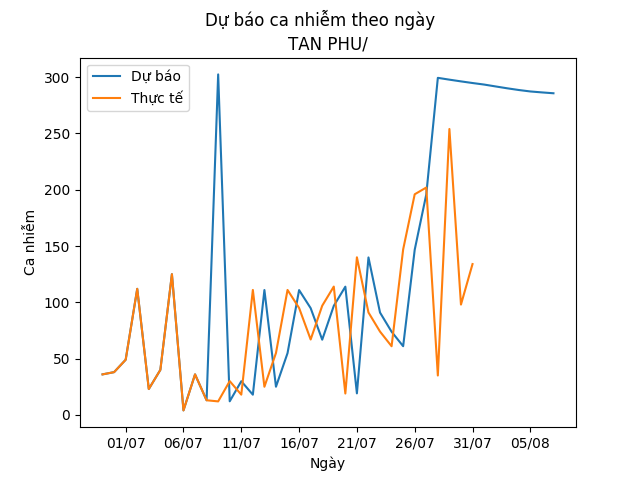 Dự báo ca nhiễm theo ngày
TAN PHU/
Dự báo
Thực tế
300
250
200
150
100
50
0
Ca nhiễm
01/07 06/07 11/07 16/07 21/07 26/07 31/07 05/08
Ngày